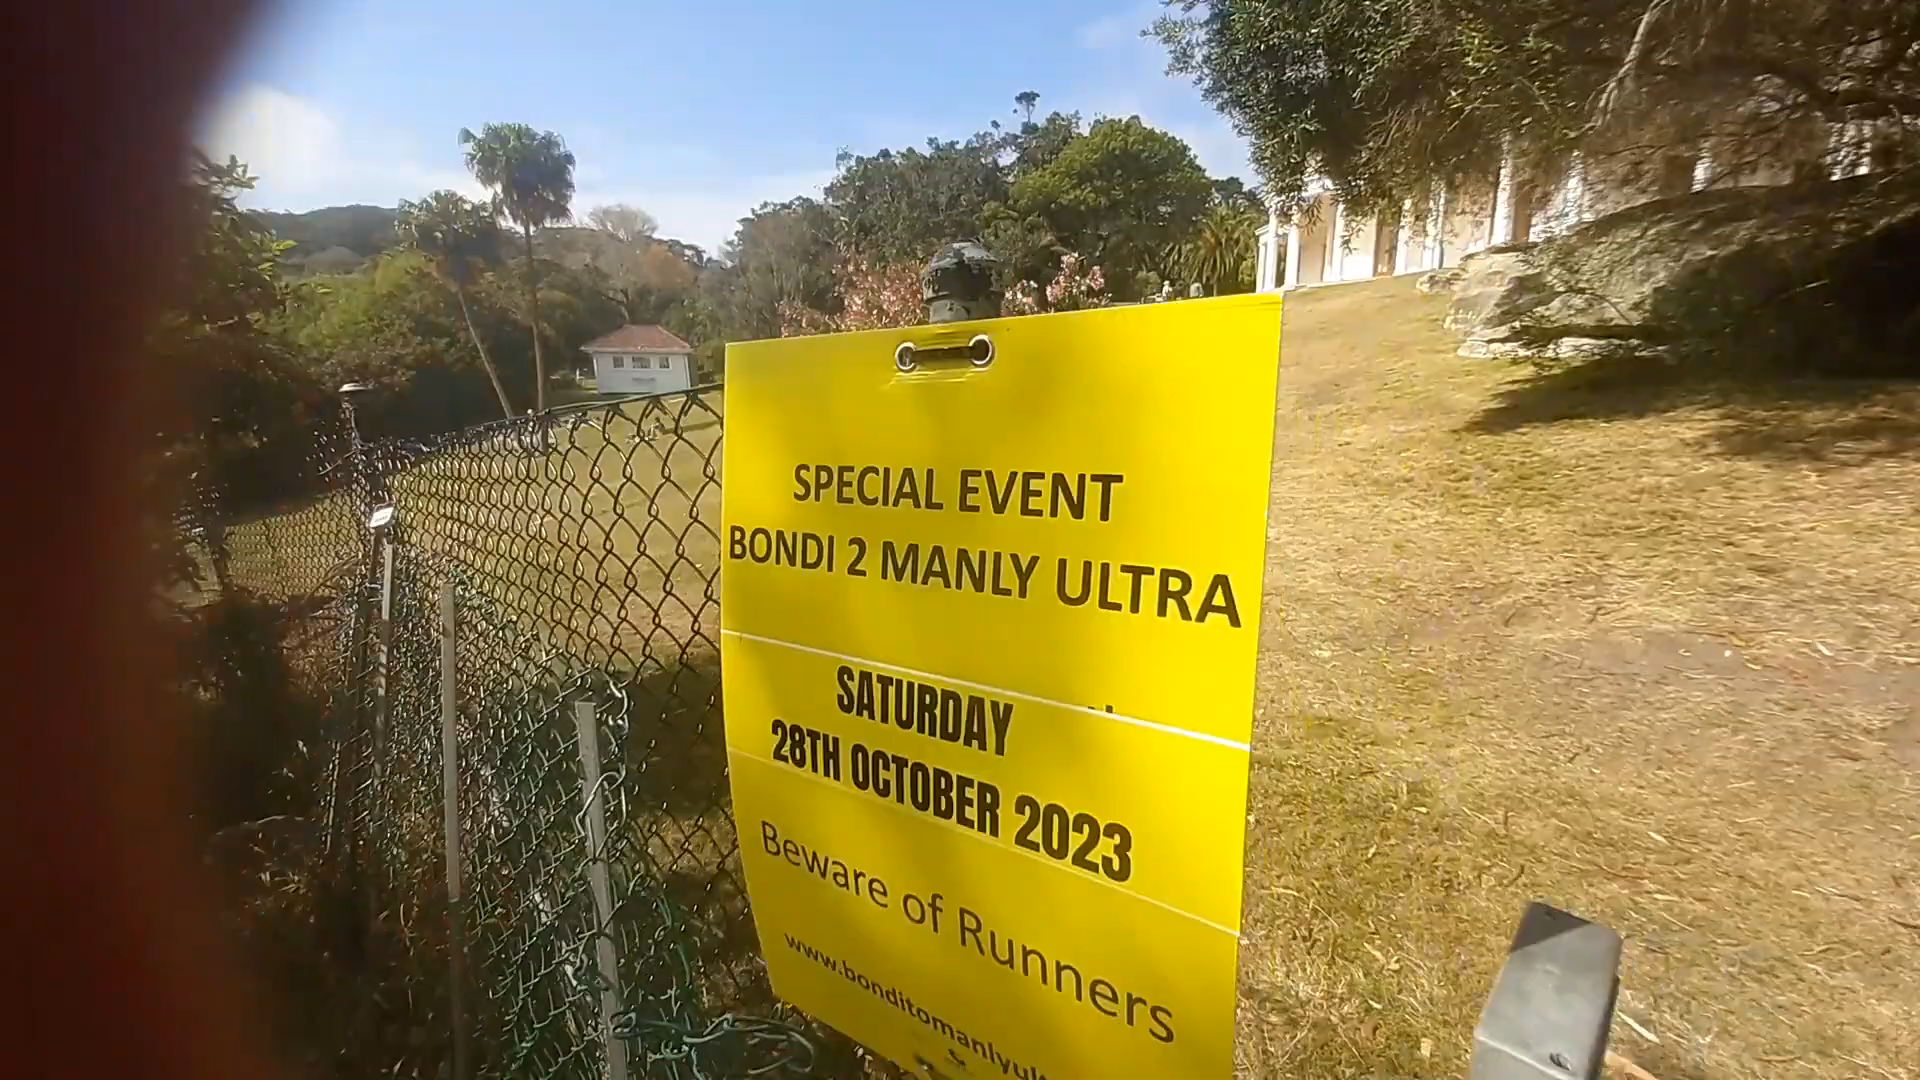 SPECIAL EVENT
BONDI 2 MANLY ULTRA
SATURDAY
28TH OCTOBER 2023
Beware of Runners